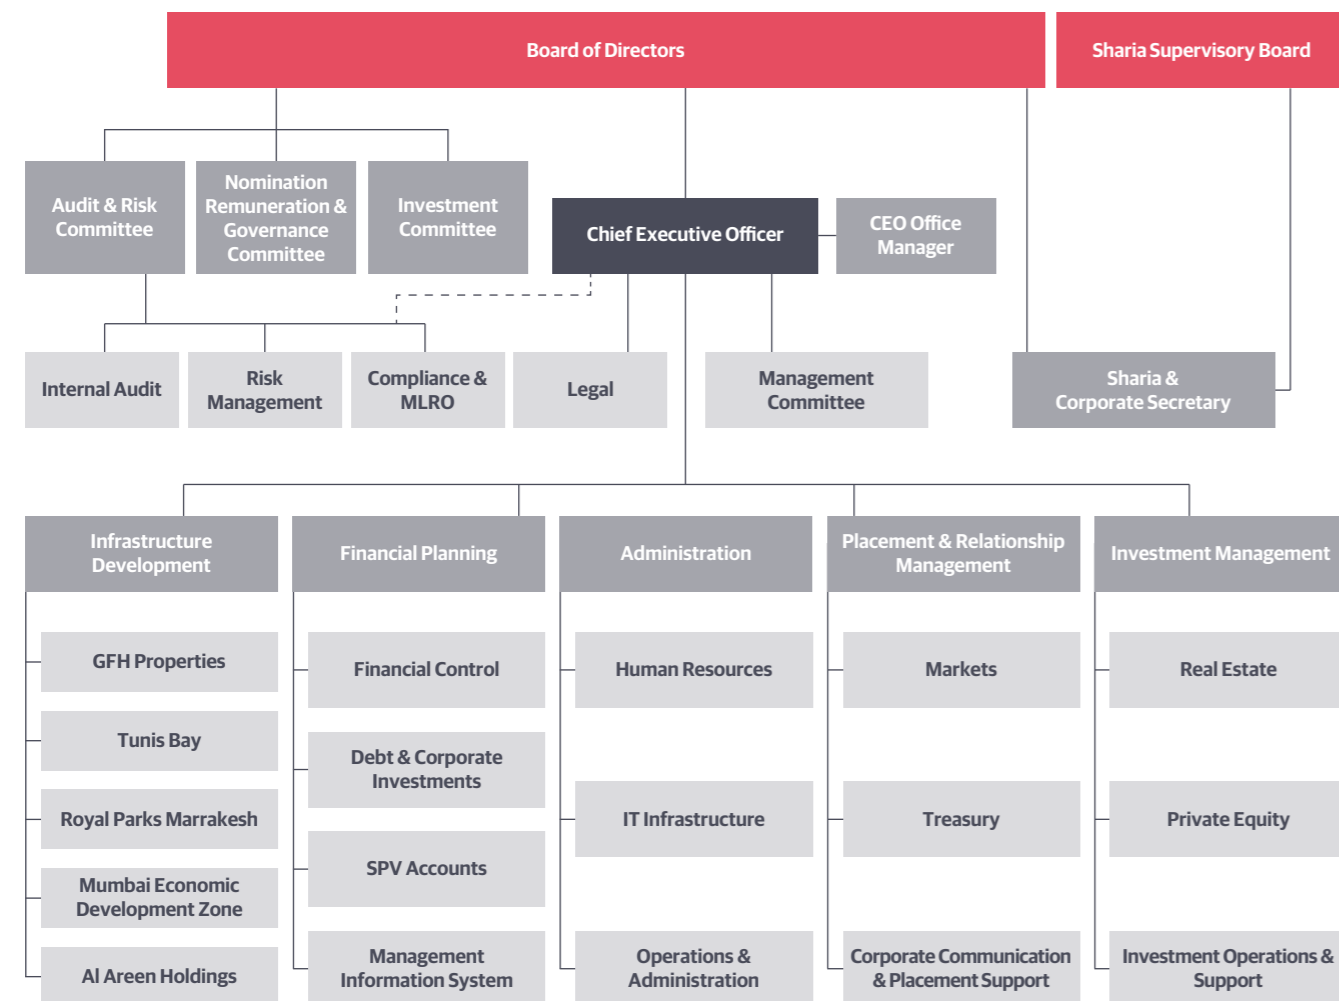 Board of Directors
Sharia Supervisory Board
Audit & Risk
Committee
Nomination
Remuneration &
Governance
Committee
Investment
Committee
Chief Executive Officer
CEO Office
Manager
Internal Audit
Risk
Management
Compliance &
MLRO
Legal
Management
Committee
Sharia &
Corporate Secretary
Infrastructure
Development
Financial Planning
Administration
Placement & Relationship
Management
Investment Management
GFH Properties
Tunis Bay
Royal Parks Marrakesh
Mumbai Economic
Development Zone
Al Areen Holdings
Financial Control
Debt & Corporate
Investments
SPV Accounts
Management
Information System
Human Resources
IT Infrastructure
Operations &
Administration
Markets
Treasury
Corporate Communication
& Placement Support
Real Estate
Private Equity
Investment Operations &
Support